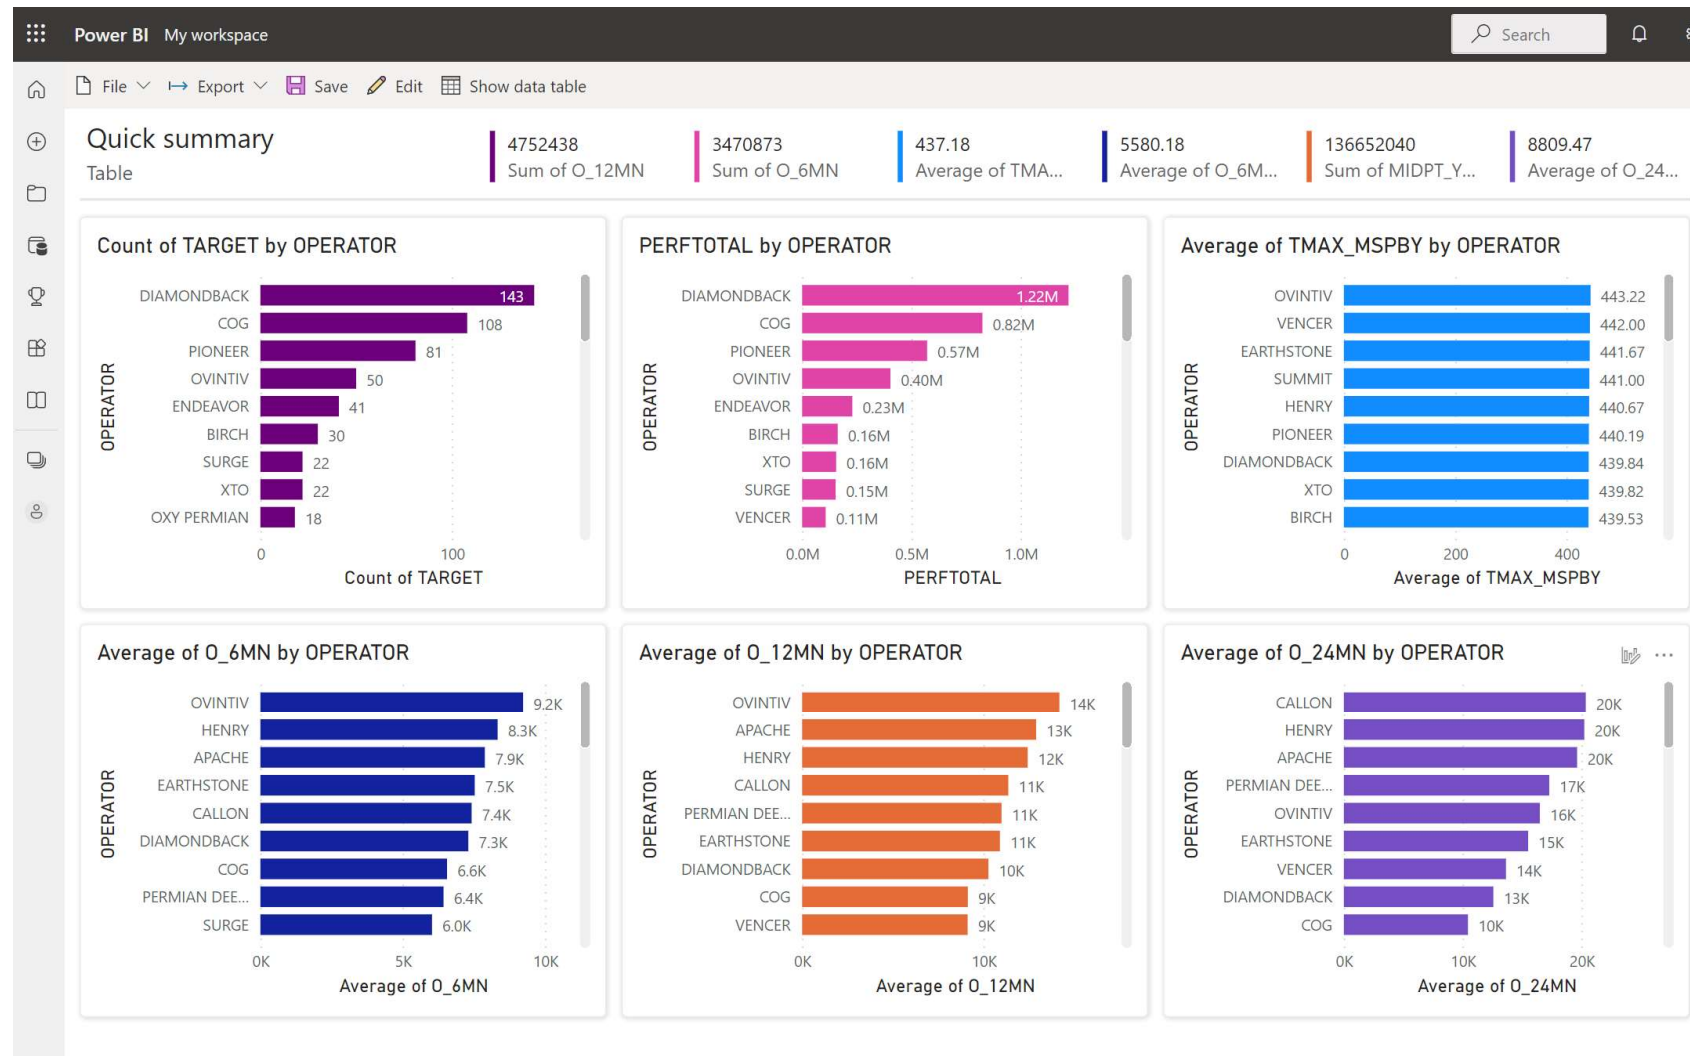 Power BI My workspace
Search
File Export Save Edit Show data table
Quick summary
Table
4752438
Sum of O_12MN
3470873
Sum of O_6MN
437.18
Average of TMA...
5580.18
Average of O_6M...
136652040
Sum of MIDPT_Y...
8809.47
Average of O_24...
Count of TARGET by OPERATOR
OPERATOR
DIAMONDBACK 143
COG 108
PIONEER 81
OVINTIV 50
ENDEAVOR 41
BIRCH 30
SURGE 22
XTO 22
OXY PERMIAN 18
0 100
Count of TARGET
PERFTOTAL by OPERATOR
OPERATOR
DIAMONDBACK 1.22M
COG 0.82M
PIONEER 0.57M
OVINTIV 0.40M
ENDEAVOR 0.23M
BIRCH 0.16M
XTO 0.16M
SURGE 0.15M
VENCER 0.11M
0.0M 0.5M 1.0M
PERFTOTAL
Average of TMAX_MSPBY by OPERATOR
OPERATOR
OVINTIV 443.22
VENCER 442.00
EARTHSTONE 441.67
SUMMIT 441.00
HENRY 440.67
PIONEER 440.19
DIAMONDBACK 439.84
XTO 439.82
BIRCH 439.53
0 200 400
Average of TMAX_MSPBY
Average of O_6MN by OPERATOR
OPERATOR
OVINTIV 9.2K
HENRY 8.3K
APACHE 7.9K
EARTHSTONE 7.5K
CALLON 7.4K
DIAMONDBACK 7.3K
COG 6.6K
PERMIAN DEE... 6.4K
SURGE 6.0K
0K 5K 10K
Average of O_6MN
Average of O_12MN by OPERATOR
OPERATOR
OVINTIV 14K
APACHE 13K
HENRY 12K
CALLON 11K
PERMIAN DEE... 11K
EARTHSTONE 11K
DIAMONDBACK 10K
COG 9K
VENCER 9K
0K 10K
Average of O_12MN
Average of O_24MN by OPERATOR
OPERATOR
CALLON 20K
HENRY 20K
APACHE 20K
PERMIAN DEE... 17K
OVINTIV 16K
EARTHSTONE 15K
VENCER 14K
DIAMONDBACK 13K
COG 10K
0K 10K 20K
Average of O_24MN